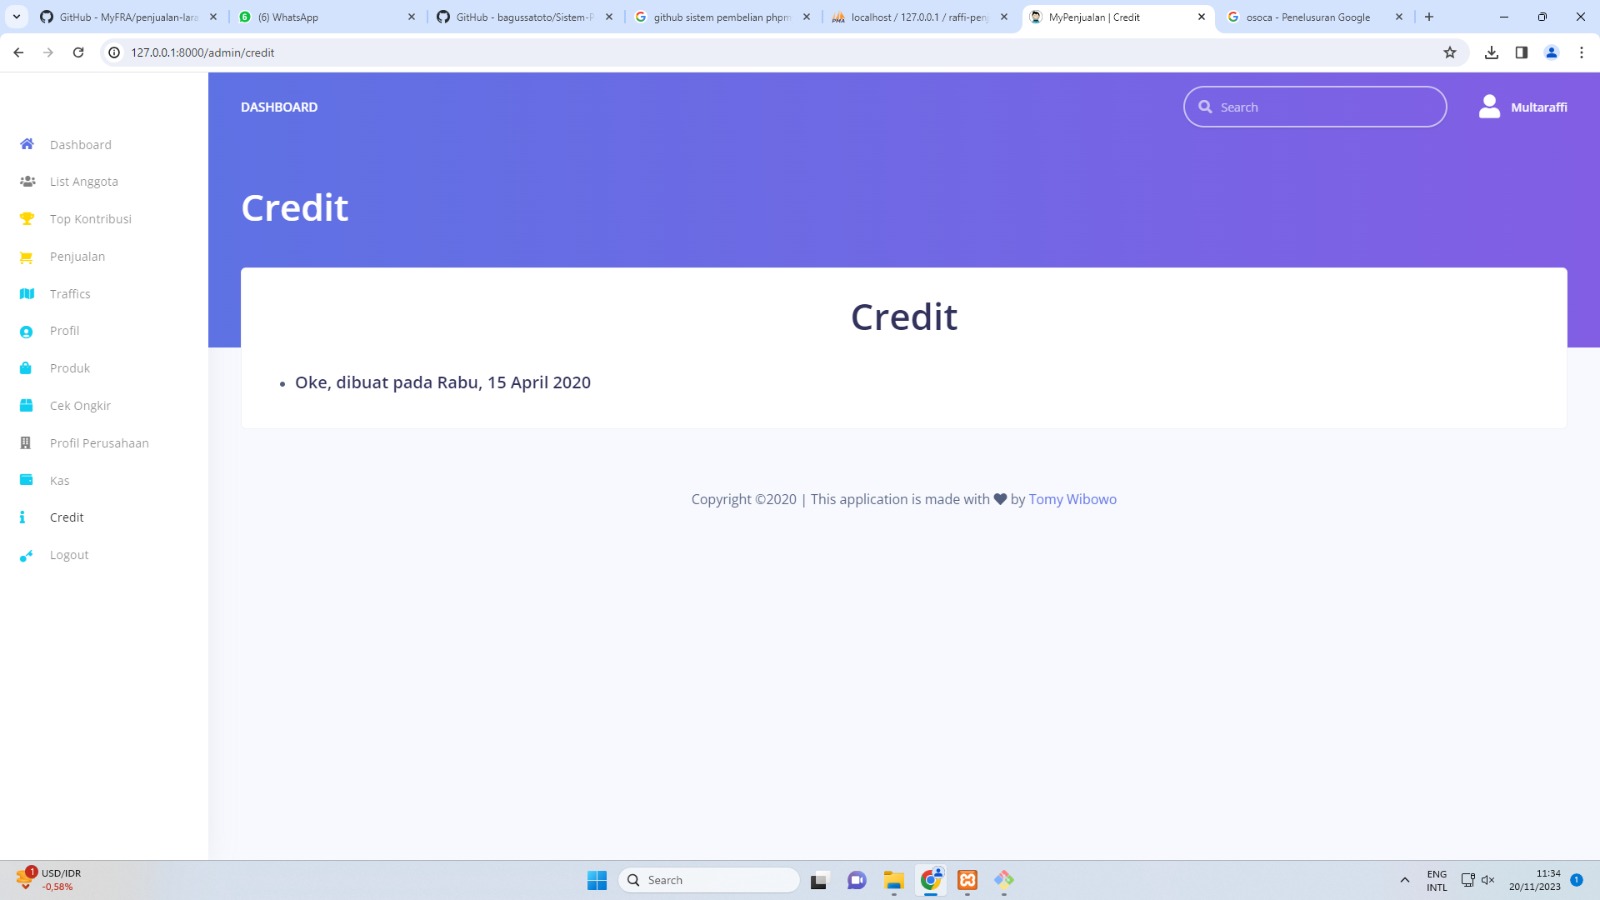 GitHub - MyFRA/penjualan-lara
(6) WhatsApp
GitHub - bagussatoto/Sistem-P
github sistem pembelian phpm
localhost / 127.0.0.1 / raffi-penj
MyPenjualan | Credit
osoca - Penelusuran Google
127.0.0.1:8000/admin/credit
DASHBOARD
Search
Multaraffi
Dashboard
List Anggota
Top Kontribusi
Penjualan
Traffics
Profil
Produk
Cek Ongkir
Profil Perusahaan
Kas
Credit
Logout
Credit
Credit
• Oke, dibuat pada Rabu, 15 April 2020
Copyright ©2020 | This application is made with ♥ by Tomy Wibowo
1
USD/IDR
-0,58%
Search
ENG
INTL
11:34
20/11/2023
1